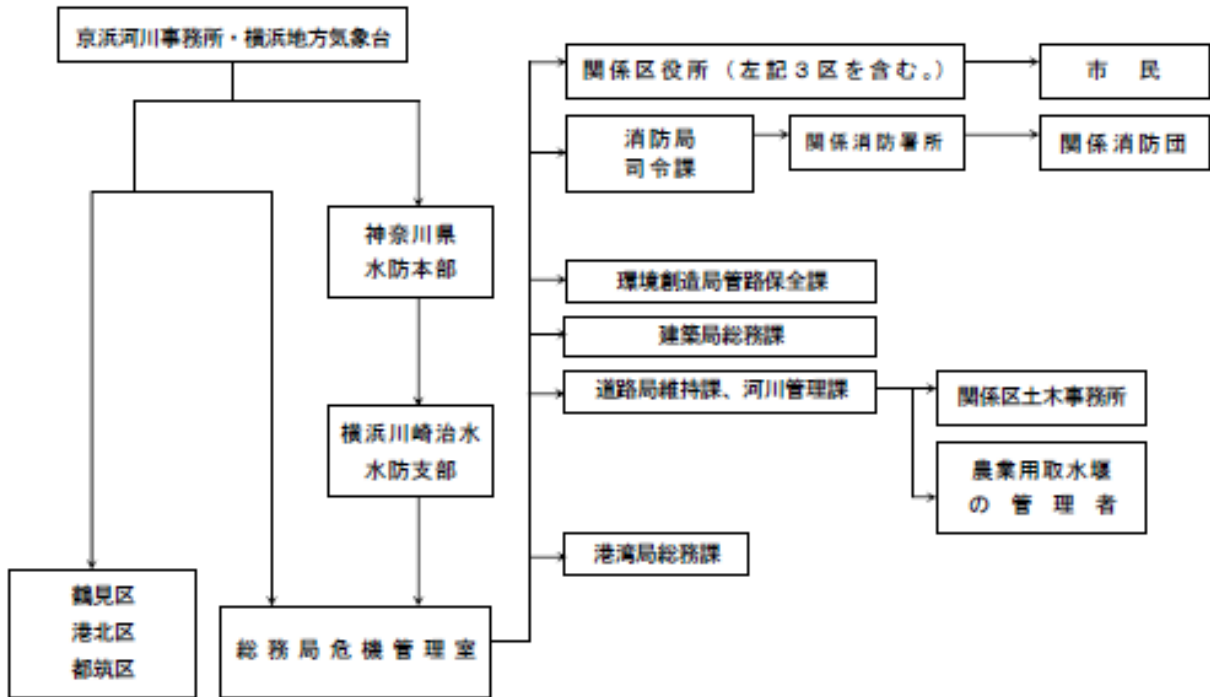 京浜河川事務所・横浜地方気象台
関係区役所（左記３区を含む。）
市　民
消防局
司令課
関係消防署所
関係消防団
神奈川県
水防本部
環境創造局管路保全課
建築局総務課
道路局維持課、河川管理課
関係区土木事務所
横浜川崎治水
水防支部
農業用取水堰
の管理者
港湾局総務課
鶴見区
港北区
都筑区
総務局危機管理室